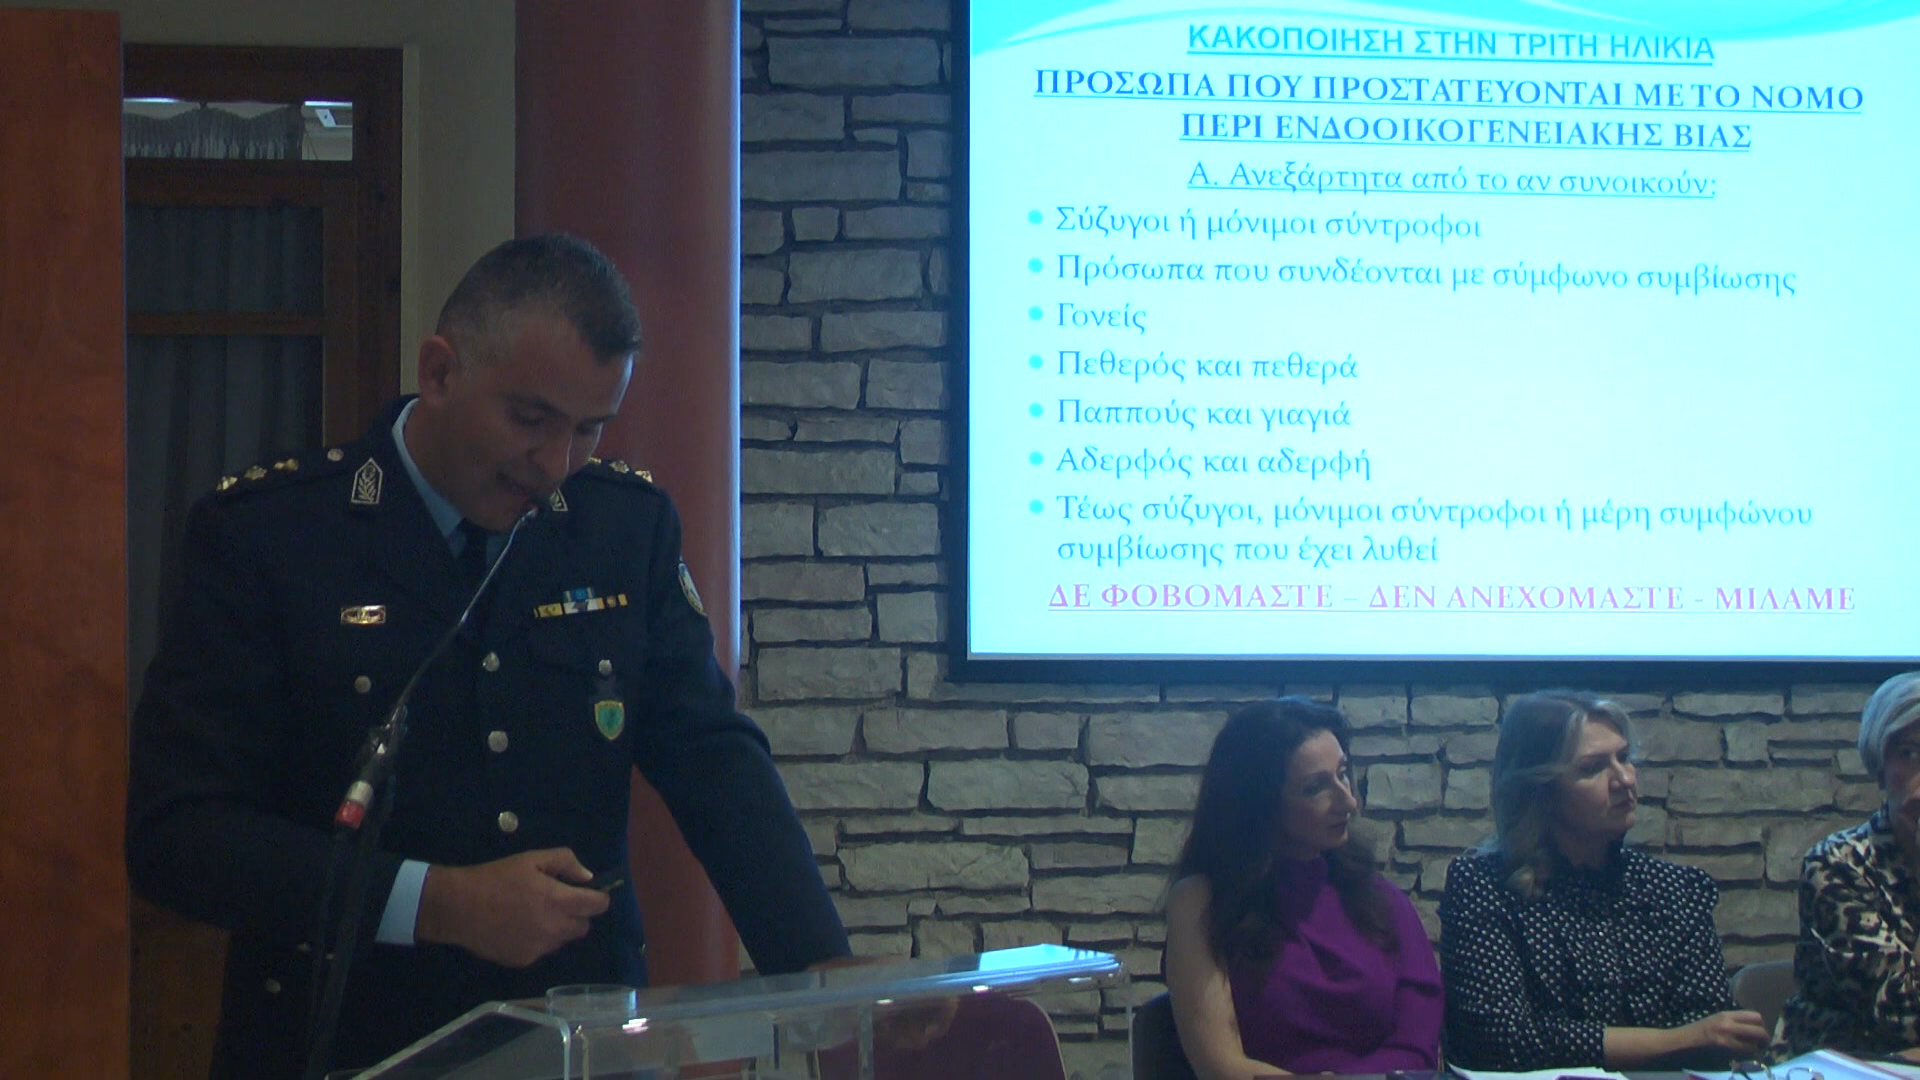 ΚΑΚΟΠΟΙΗΣΗ ΣΤΗΝ ΤΡΙΤΗ ΗΛΙΚΙΑ
ΠΡΟΣΩΠΑ ΠΟΥ ΠΡΟΣΤΑΤΕΥΟΝΤΑΙ ΜΕ ΤΟ ΝΟΜΟ
ΠΕΡΙ ΕΝΔΟΟΙΚΟΓΕΝΕΙΑΚΗΣ ΒΙΑΣ
Α. Ανεξάρτητα από το αν συνοικούν:
• Σύζυγοι ή μόνιμοι σύντροφοι
• Πρόσωπα που συνδέονται με σύμφωνο συμβίωσης
• Γονείς
• Πεθερός και πεθερά
• Παππούς και γιαγιά
• Αδερφός και αδερφή
• Τέως σύζυγοι, μόνιμοι σύντροφοι ή μέρη συμφώνου
συμβίωσης που έχει λυθεί
ΔΕ ΦΟΒΟΜΑΣΤΕ – ΔΕΝ ΑΝΕΧΟΜΑΣΤΕ - ΜΙΛΑΜΕ